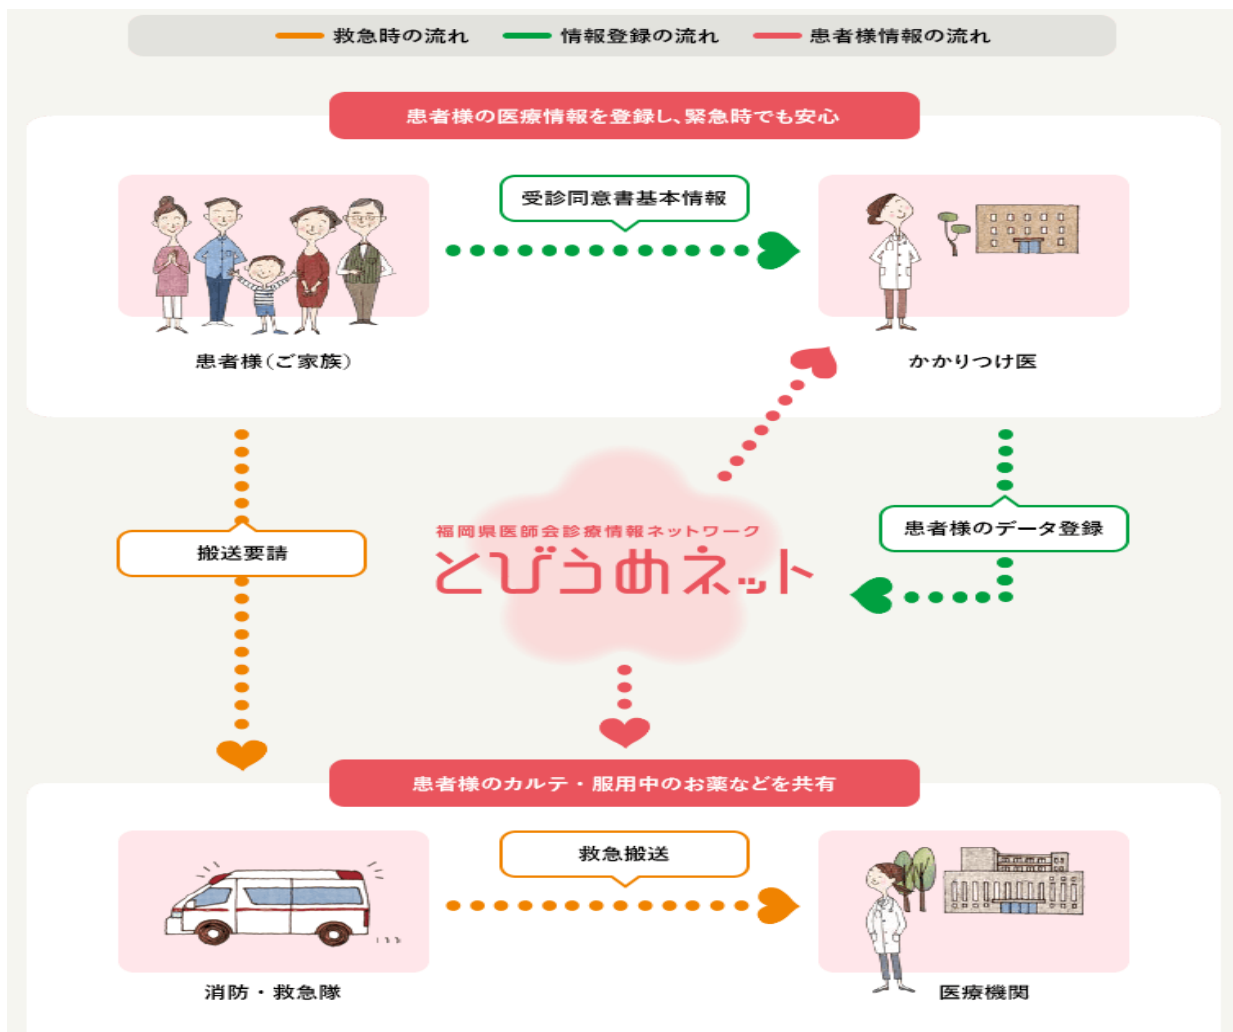 救急時の流れ 情報登録の流れ 患者様情報の流れ
患者様の医療情報を登録し、緊急時でも安心
受診同意書基本情報
患者様(ご家族)
かかりつけ医
搬送要請
福岡県医師会診療情報ネットワーク
とびうめネット
患者様のデータ登録
患者様のカルテ・服用中のお薬などを共有
救急搬送
消防・救急隊
医療機関